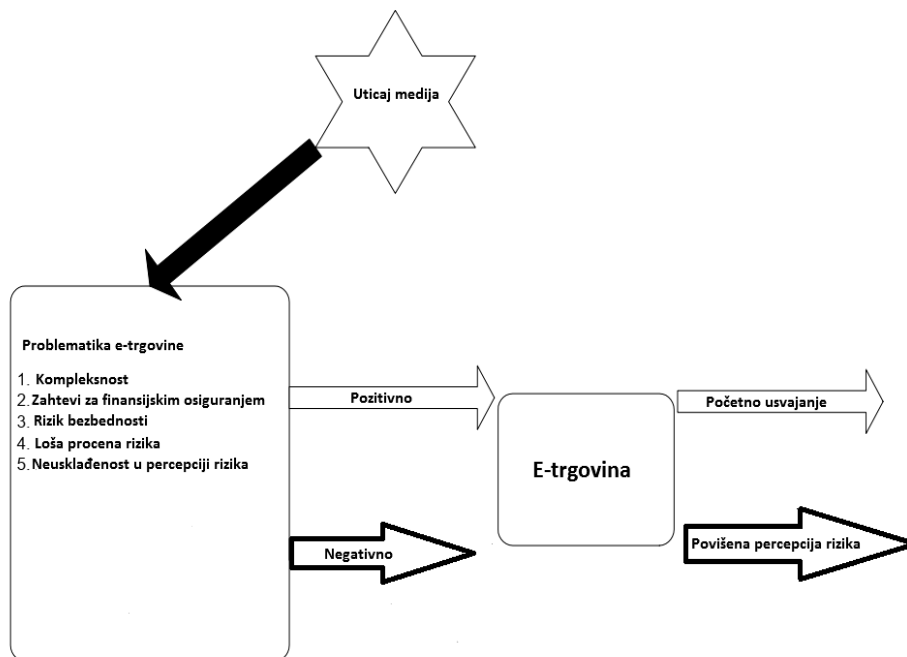 Uticaj medija
Problematika e-trgovine
1. Kompleksnost
2. Zahtevi za finansijskim osiguranjem
3. Rizik bezbednosti
4. Loša procena rizika
5. Neusklađenost u percepciji rizika
Pozitivno
Negativno
E-trgovina
Početno usvajanje
Povišena percepcija rizika